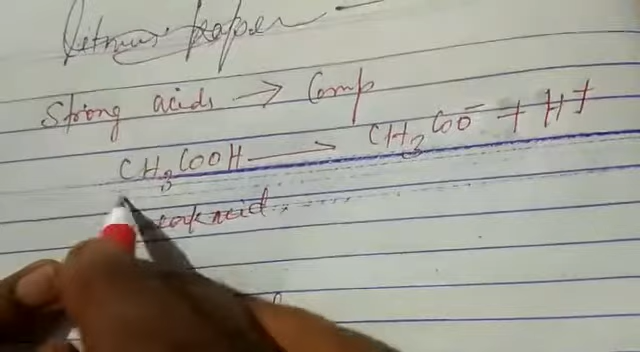 litmus paper
Strong acids → Comp
CH₃COOH → CH₃COO⁻ + H⁺
weak acid